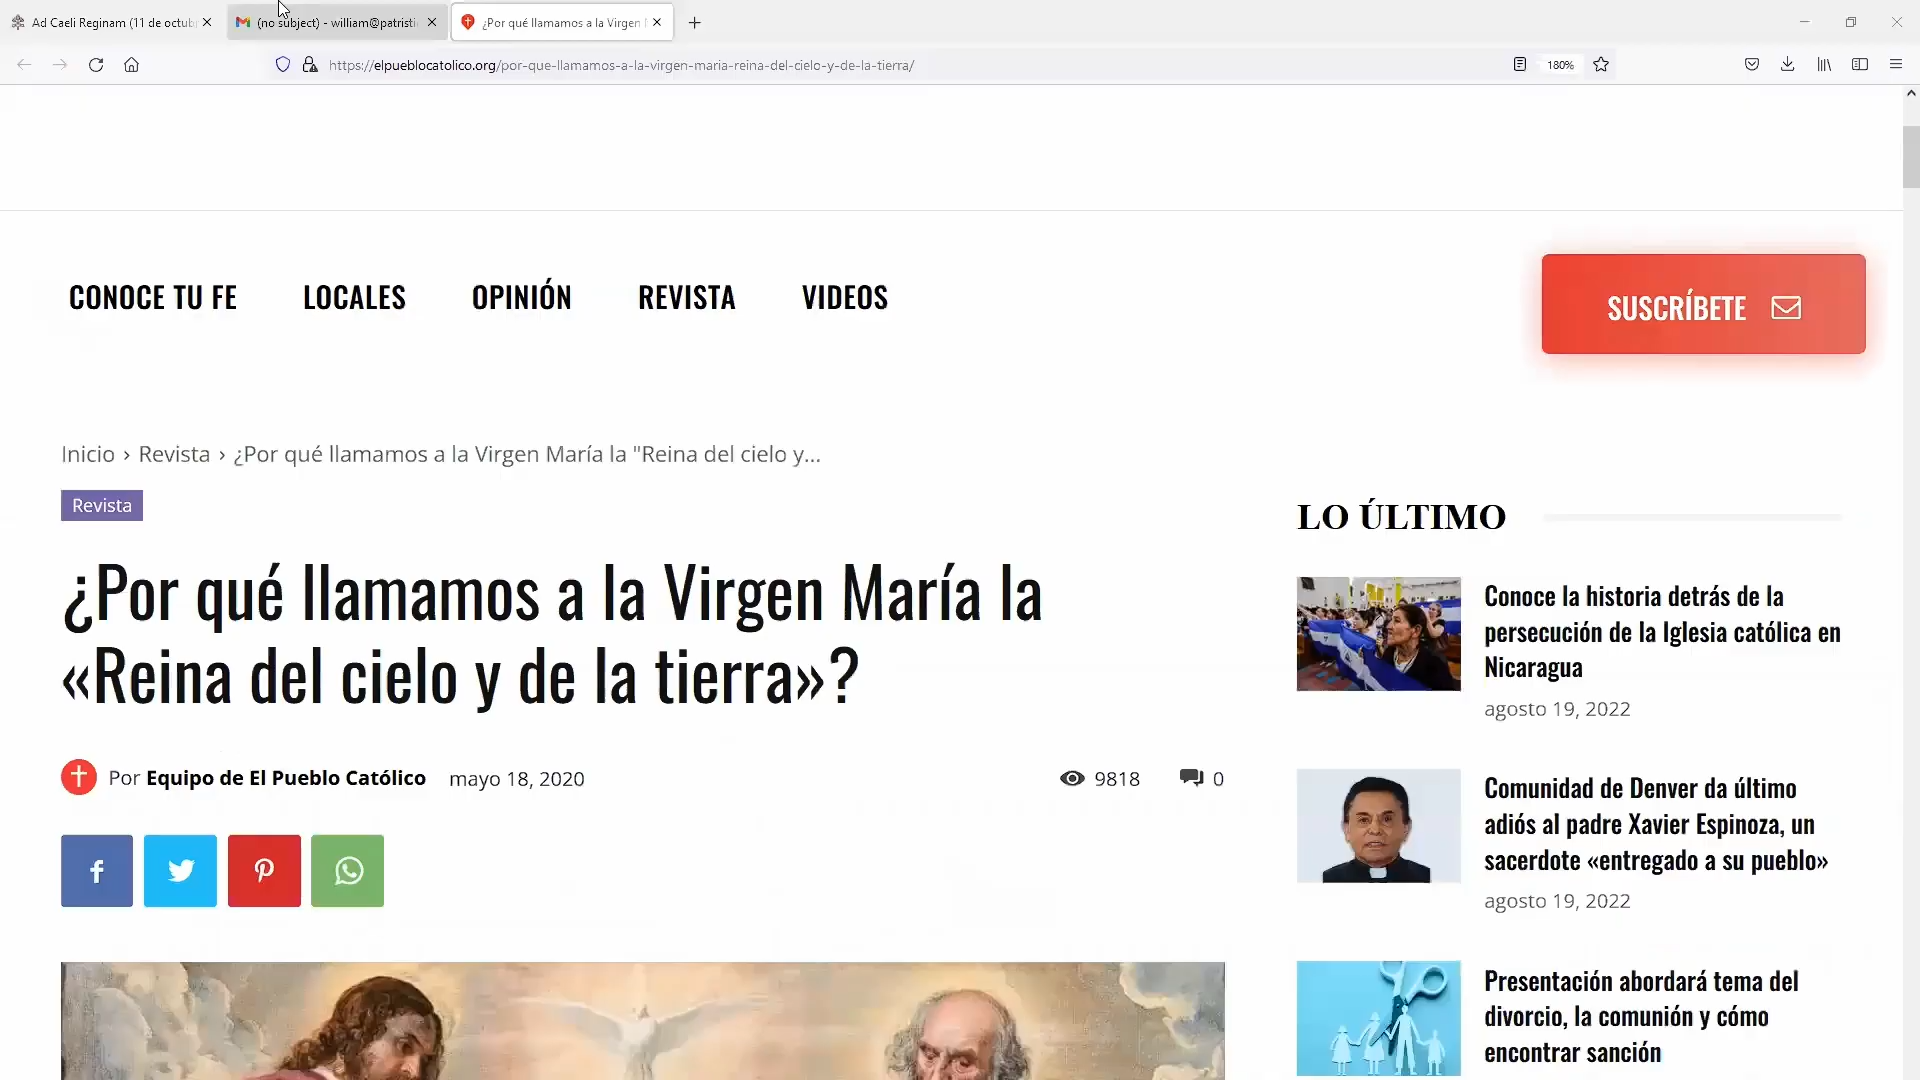 Ad Caeli Reginam (11 de octub
(no subject) - william@patristi
¿Por qué llamamos a la Virgen
https://elpueblocatolico.org/por-que-llamamos-a-la-virgen-maria-reina-del-cielo-y-de-la-tierra/
180%
CONOCE TU FE
LOCALES
OPINIÓN
REVISTA
VIDEOS
SUSCRÍBETE
Inicio › Revista › ¿Por qué llamamos a la Virgen María la "Reina del cielo y...
Revista
¿Por qué llamamos a la Virgen María la
«Reina del cielo y de la tierra»?
Por Equipo de El Pueblo Católico mayo 18, 2020
9818
0
LO ÚLTIMO
Conoce la historia detrás de la
persecución de la Iglesia católica en
Nicaragua
agosto 19, 2022
Comunidad de Denver da último
adiós al padre Xavier Espinoza, un
sacerdote «entregado a su pueblo»
agosto 19, 2022
Presentación abordará tema del
divorcio, la comunión y cómo
encontrar sanción